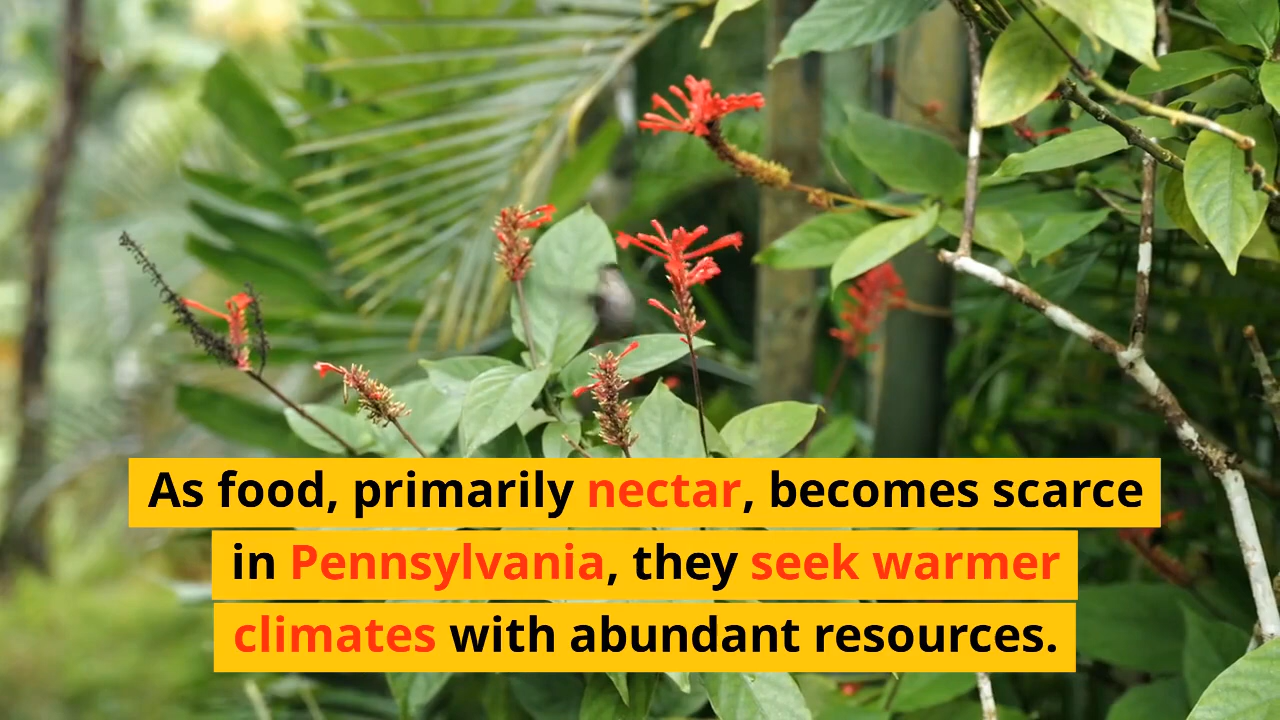 As food, primarily nectar, becomes scarce
in Pennsylvania, they seek warmer
climates with abundant resources.